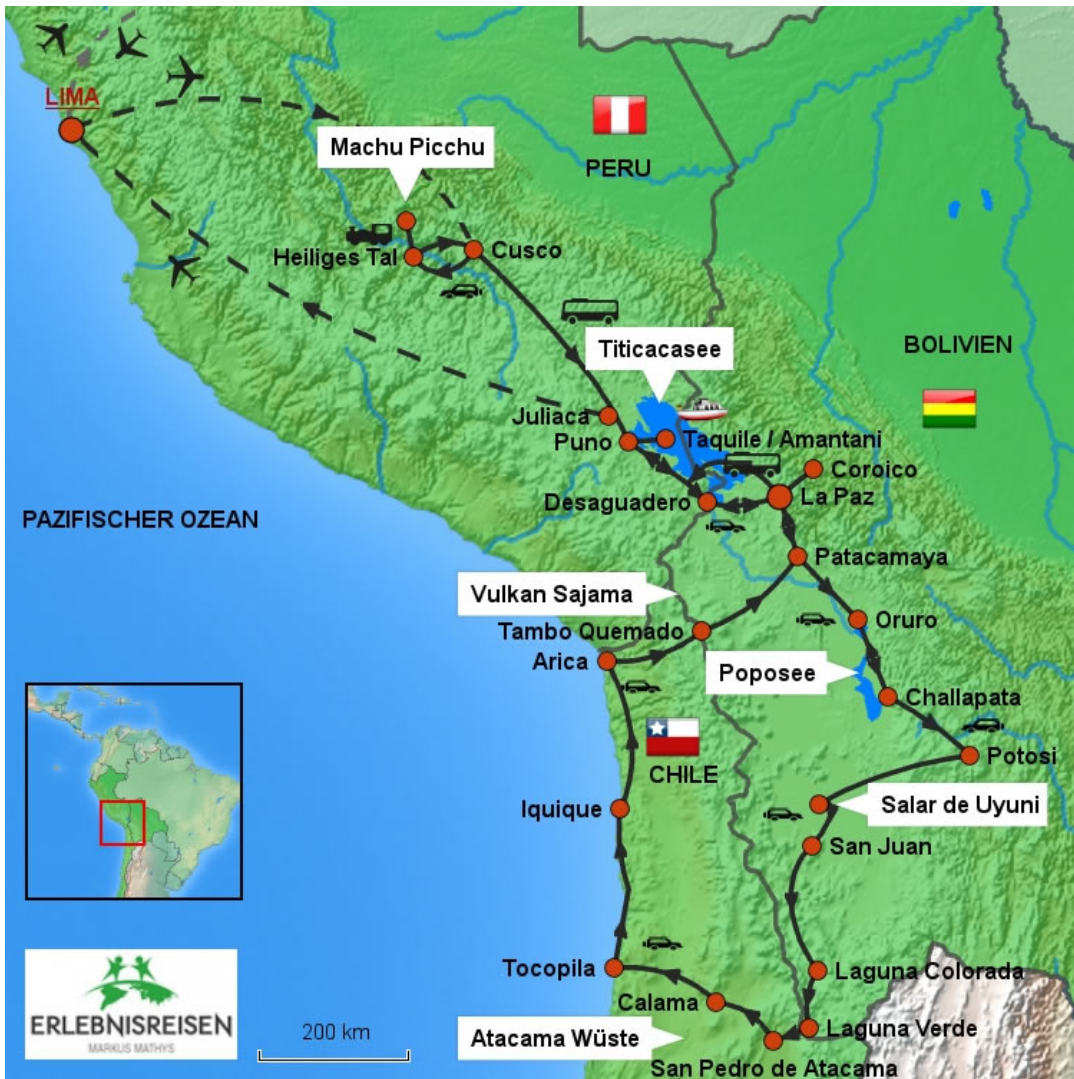 LIMA
Machu Picchu
PERU
Heiliges Tal
Cusco
Titicacasee
BOLIVIEN
Juliaca
Puno
Taquile / Amantani
Coroico
Desaguadero
La Paz
PAZIFISCHER OZEAN
Patacamaya
Vulkan Sajama
Tambo Quemado
Oruro
Arica
Poposee
Challapata
Potosi
CHILE
Iquique
Salar de Uyuni
San Juan
Tocopila
Laguna Colorada
Calama
Laguna Verde
Atacama Wüste
San Pedro de Atacama
200 km
ERLEBNISREISEN
MARKUS MATHYS